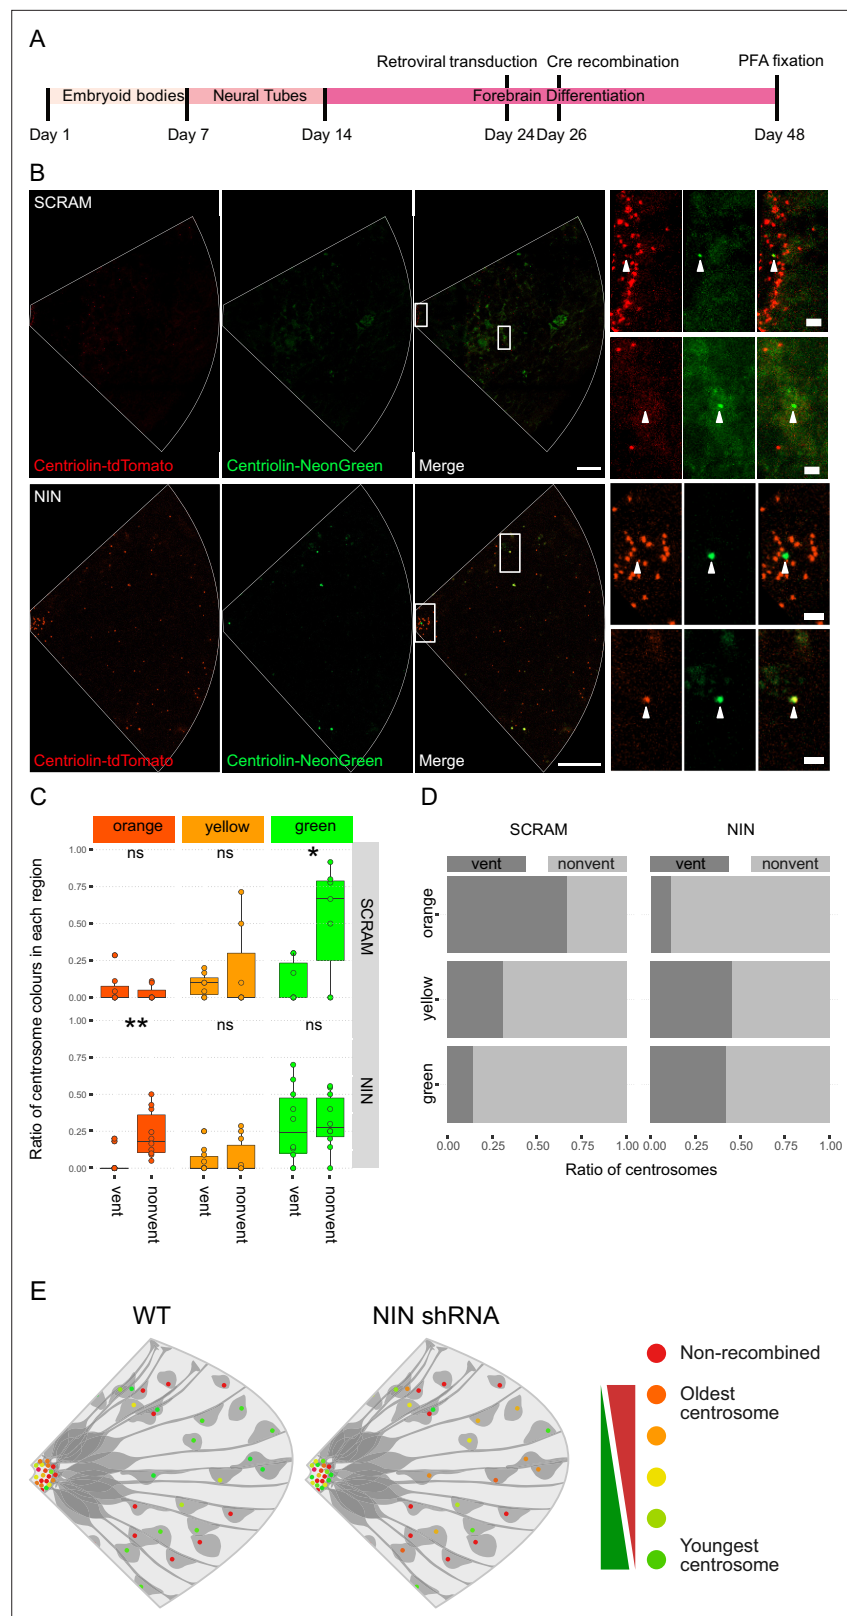 A
Retroviral transduction Cre recombination PFA fixation
Embryoid bodies Neural Tubes Forebrain Differentiation
Day 1 Day 7 Day 14 Day 24 Day 26 Day 48
B
SCRAM
Centriolin-tdTomato Centriolin-NeonGreen Merge
NIN
Centriolin-tdTomato Centriolin-NeonGreen Merge
C
Ratio of centrosome colours in each region
orange yellow green
ns ns *
1.00
0.75
0.50
0.25
0.00
SCRAM
** ns ns
1.00
0.75
0.50
0.25
0.00
NIN
vent nonvent vent nonvent vent nonvent
D
SCRAM NIN
vent nonvent vent nonvent
orange
yellow
green
0.00 0.25 0.50 0.75 1.00 0.00 0.25 0.50 0.75 1.00
Ratio of centrosomes
E
WT NIN shRNA
Non-recombined
Oldest
centrosome
Youngest
centrosome